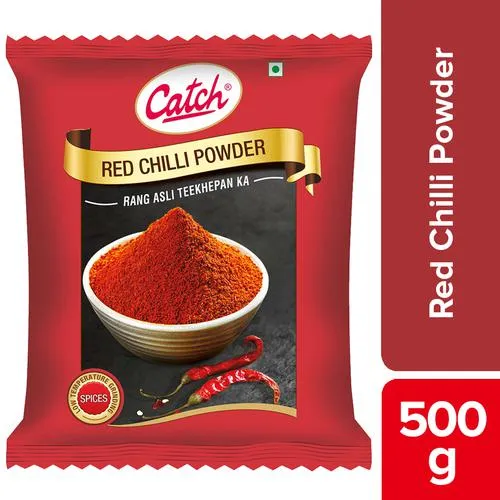 Catch®
RED CHILLI POWDER
RANG ASLI TEEKHEPAN KA
LOW TEMPERATURE GRINDING
SPICES
Red Chilli Powder
500
g